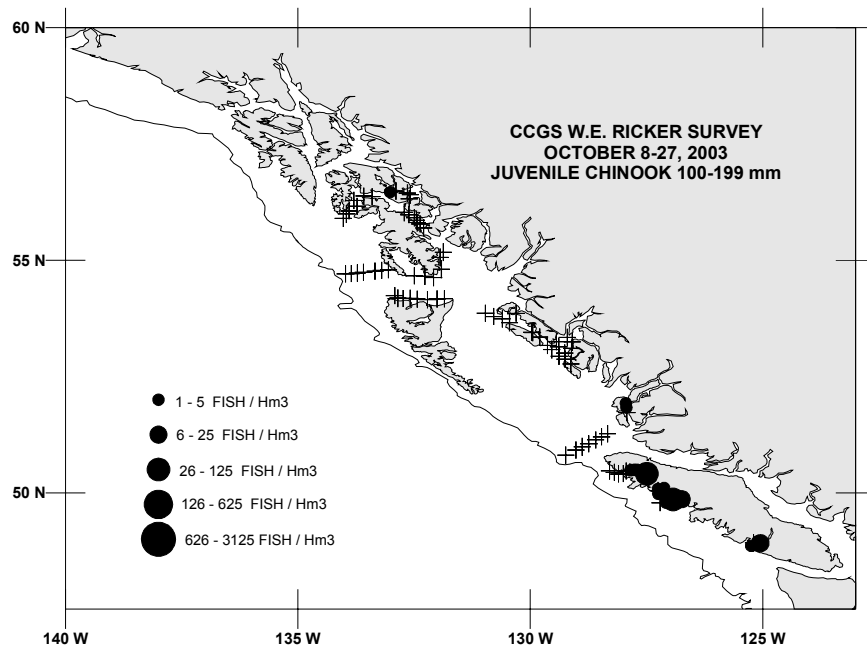 60 N
CCGS W.E. RICKER SURVEY
OCTOBER 8-27, 2003
JUVENILE CHINOOK 100-199 mm
55 N
1 - 5 FISH / Hm3
6 - 25 FISH / Hm3
26 - 125 FISH / Hm3
50 N
126 - 625 FISH / Hm3
626 - 3125 FISH / Hm3
140 W 135 W 130 W 125 W